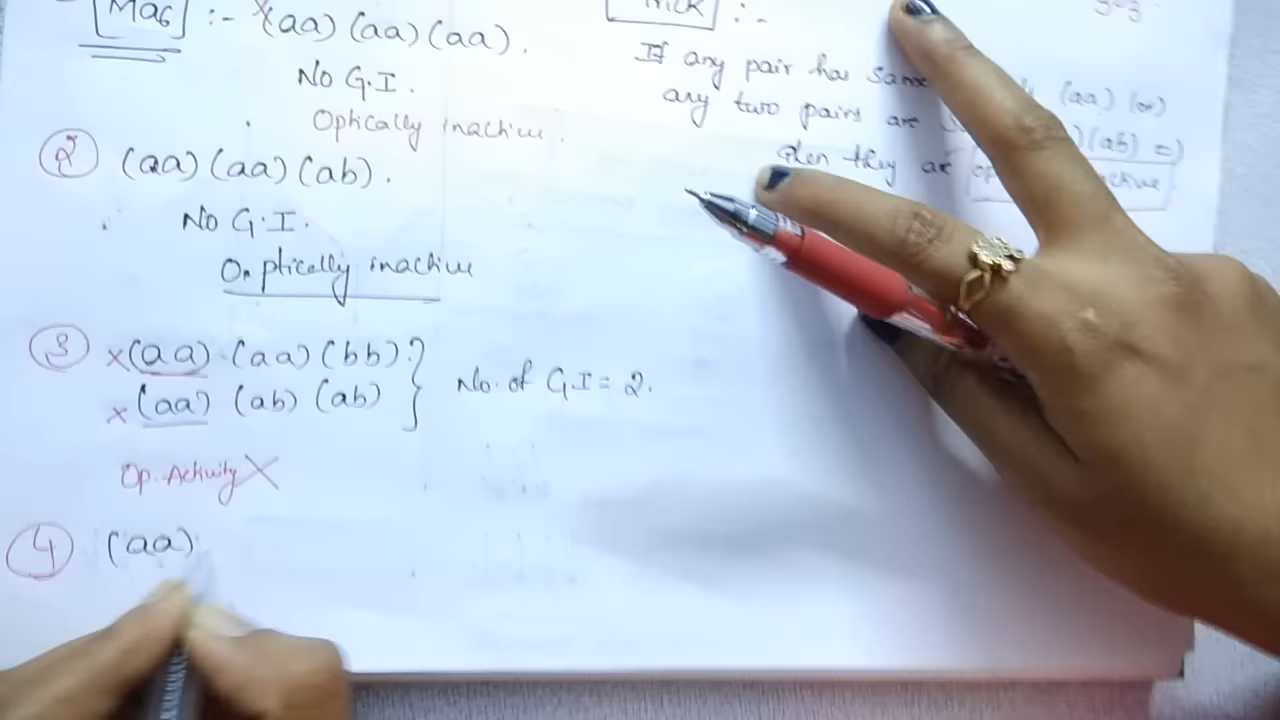 Ma6 :- (aa) (aa) (aa).
No G.I.
Optically inactive.
② (aa) (aa) (ab).
No G.I.
Optically inactive
③ ×(aa) (aa) (bb)
×(aa) (ab) (ab) } No. of G.I = 2.
Op. Activity ×
④ (aa)
:-
If any pair has same (aa) (or)
any two pairs are (ab) =)
then they are